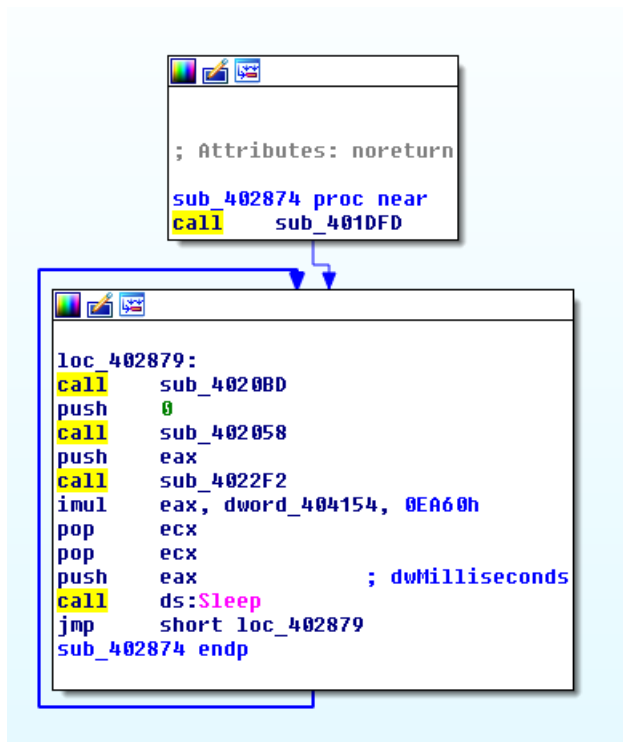 ; Attributes: noreturn
sub_402874 proc near
call sub_401DFD
loc_402879:
call sub_4020BD
push 0
call sub_402058
push eax
call sub_4022F2
imul eax, dword_404154, 0EA60h
pop ecx
pop ecx
push eax ; dwMilliseconds
call ds:Sleep
jmp short loc_402879
sub_402874 endp